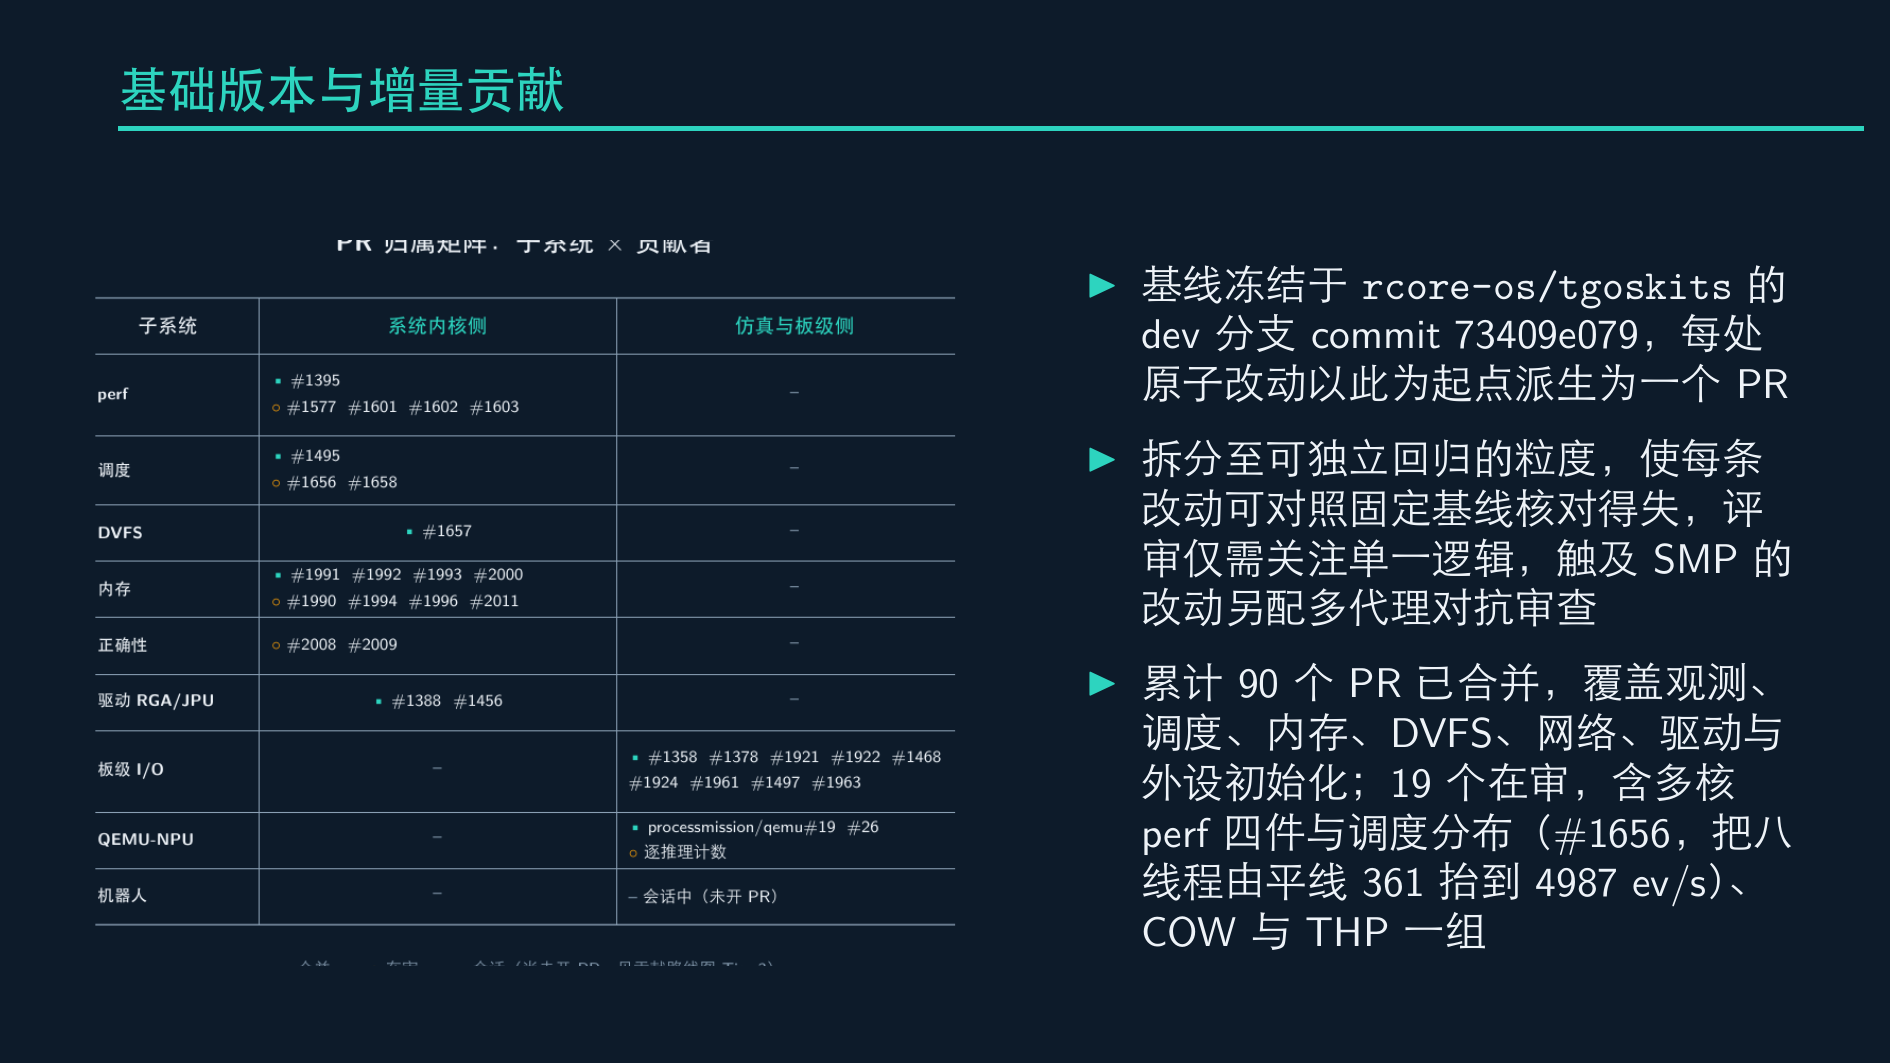 基础版本与增量贡献
PR 归属矩阵：子系统 × 贡献者
子系统 系统内核侧 仿真与板级侧
perf
▪ #1395
○ #1577 #1601 #1602 #1603
–
调度
▪ #1495
○ #1656 #1658
–
DVFS ▪ #1657 –
内存
▪ #1991 #1992 #1993 #2000
○ #1990 #1994 #1996 #2011
–
正确性 ○ #2008 #2009 –
驱动 RGA/JPU ▪ #1388 #1456 –
板级 I/O –
▪ #1358 #1378 #1921 #1922 #1468
#1924 #1961 #1497 #1963
QEMU-NPU –
▪ processmission/qemu#19 #26
○ 逐推理计数
机器人 – – 会话中（未开 PR）
▶ 基线冻结于 rcore-os/tgoskits 的
dev 分支 commit 73409e079，每处
原子改动以此为起点派生为一个 PR
▶ 拆分至可独立回归的粒度，使每条
改动可对照固定基线核对得失，评
审仅需关注单一逻辑，触及 SMP 的
改动另配多代理对抗审查
▶ 累计 90 个 PR 已合并，覆盖观测、
调度、内存、DVFS、网络、驱动与
外设初始化；19 个在审，含多核
perf 四件与调度分布（#1656，把八
线程由平线 361 抬到 4987 ev/s）、
COW 与 THP 一组